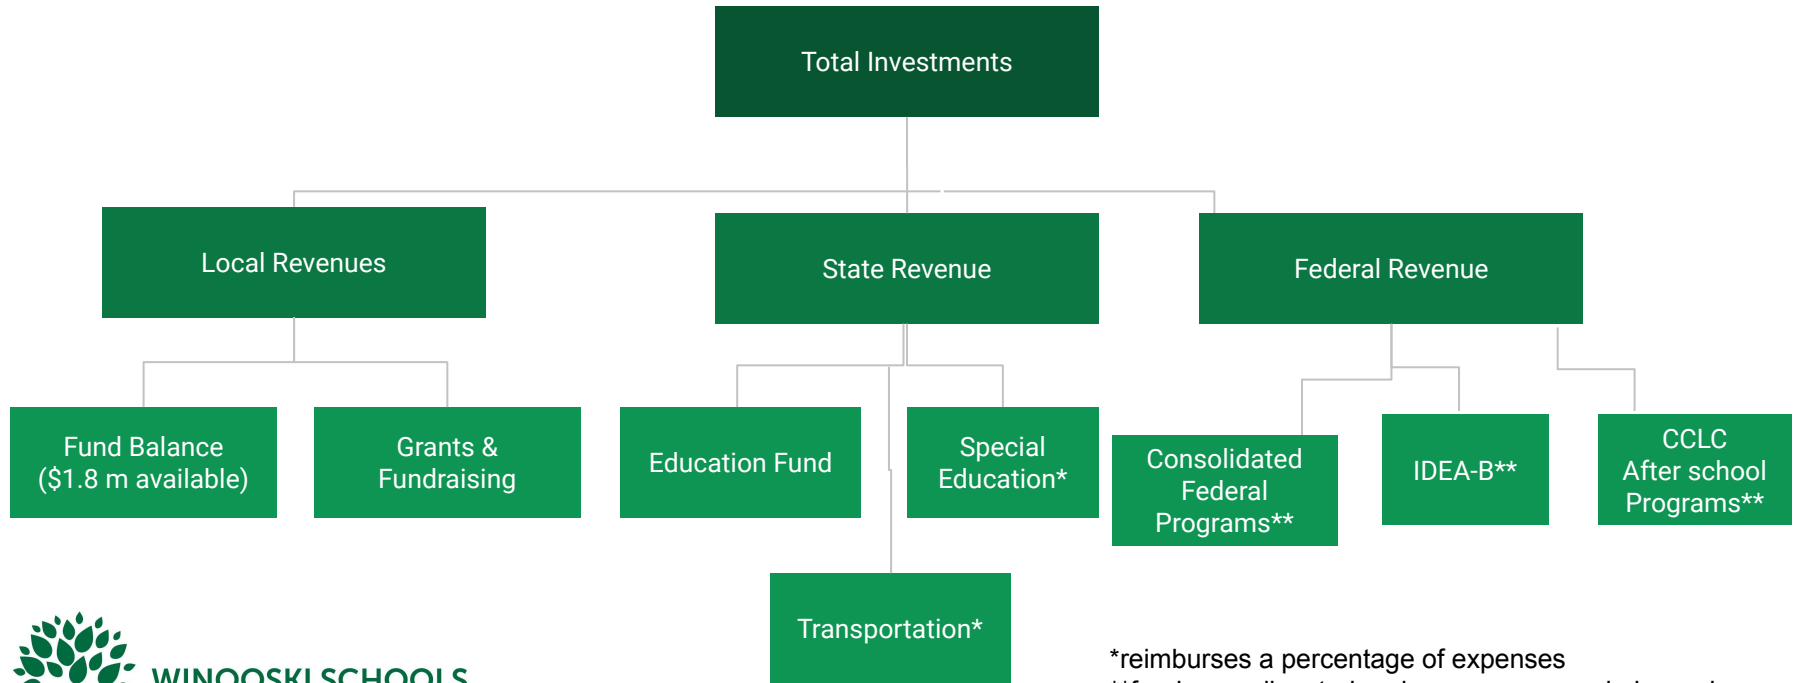 Total Investments
Local Revenues
State Revenue
Federal Revenue
Fund Balance
($1.8 m available)
Grants &
Fundraising
Education Fund
Special
Education*
Consolidated
Federal
Programs**
IDEA-B**
CCLC
After school
Programs**
Transportation*
WINOOSKI SCHOOLS
*reimburses a percentage of expenses